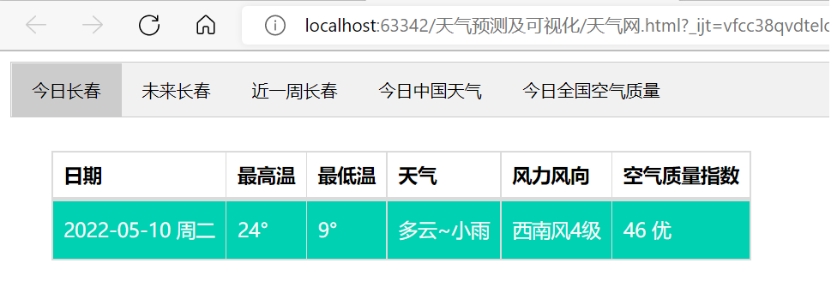 localhost:63342/天气预测及可视化/天气网.html?_ijt=vfcc38qvdtelc
今日长春 未来长春 近一周长春 今日中国天气 今日全国空气质量
日期 最高温 最低温 天气 风力风向 空气质量指数
2022-05-10 周二 24° 9° 多云~小雨 西南风4级 46 优